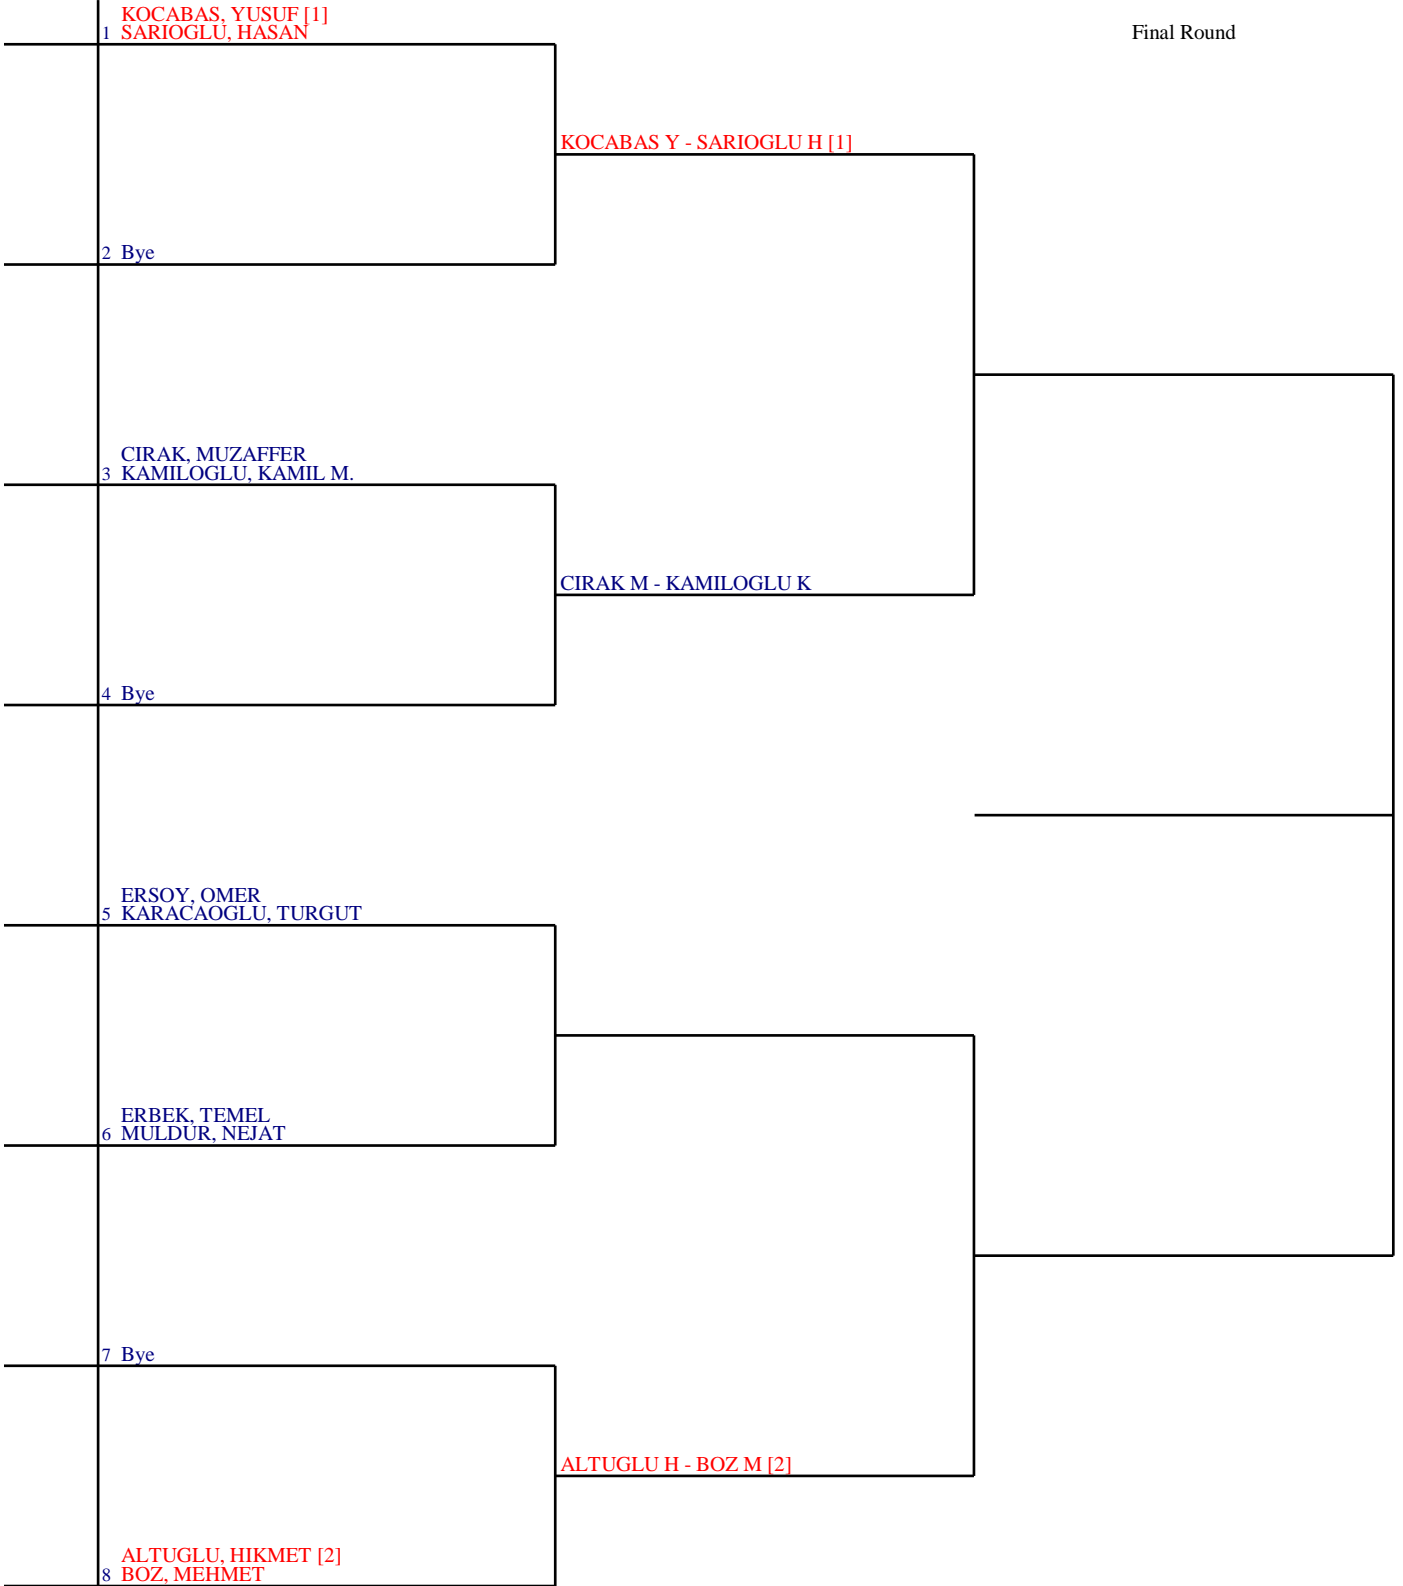 KOCABAS, YUSUF [1]
1 SARIOGLU, HASAN
Final Round
KOCABAS Y - SARIOGLU H [1]
2 Bye
CIRAK, MUZAFFER
3 KAMILOGLU, KAMIL M.
CIRAK M - KAMILOGLU K
4 Bye
ERSOY, OMER
5 KARACAOGLU, TURGUT
ERBEK, TEMEL
6 MULDUR, NEJAT
7 Bye
ALTUGLU H - BOZ M [2]
ALTUGLU, HIKMET [2]
8 BOZ, MEHMET